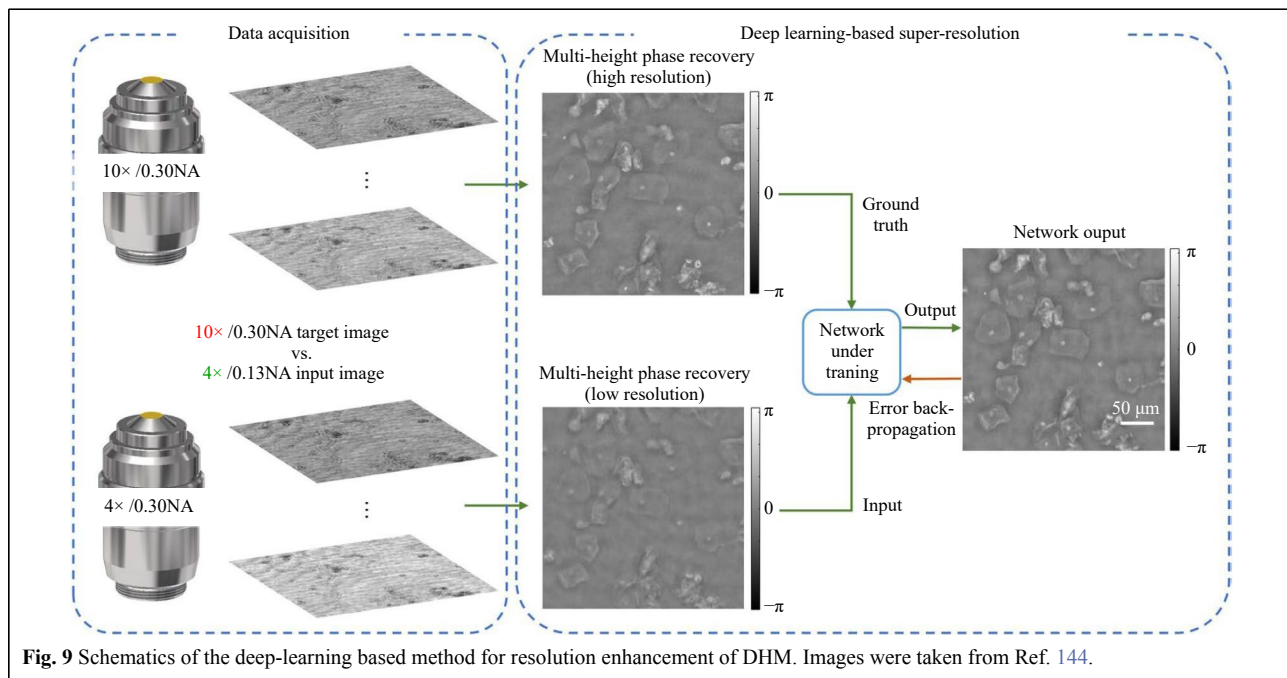 Data acquisition
10× /0.30NA
⋮
10× /0.30NA target image
vs.
4× /0.13NA input image
4× /0.30NA
⋮
Deep learning-based super-resolution
Multi-height phase recovery
(high resolution)
π
0
−π
Multi-height phase recovery
(low resolution)
π
0
−π
Ground
truth
Network
under
traning
Input
Output
Error back-
propagation
Network ouput
50 μm
π
0
−π
Fig. 9 Schematics of the deep-learning based method for resolution enhancement of DHM. Images were taken from Ref. 144.